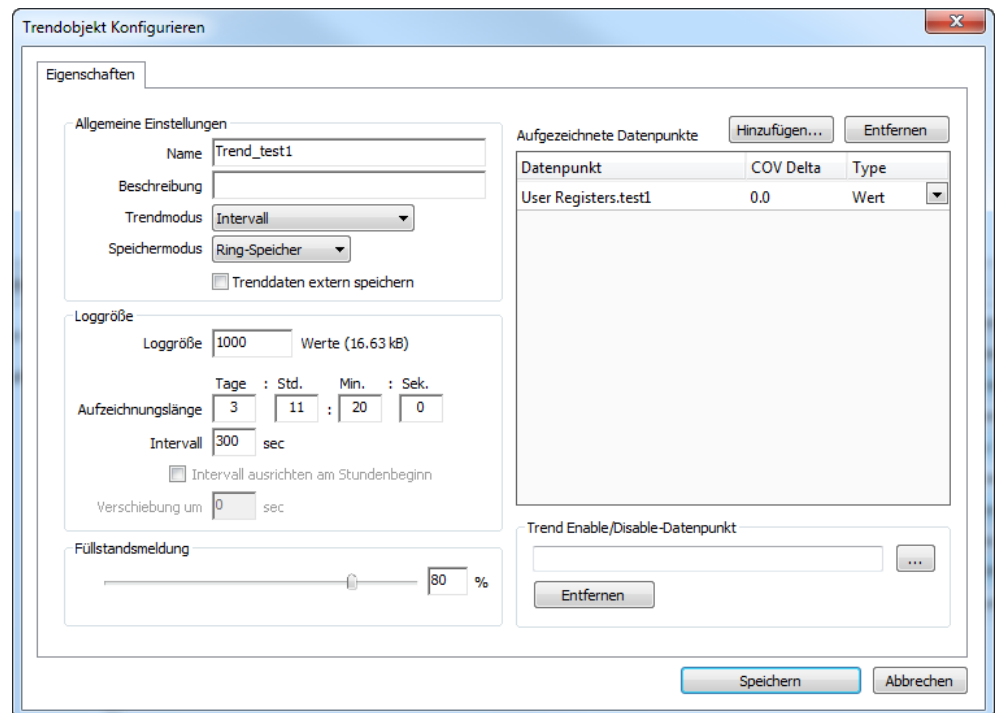 Trendobjekt Konfigurieren
Eigenschaften
Allgemeine Einstellungen
Name Trend_test1
Beschreibung
Trendmodus Intervall
Speichermodus Ring-Speicher
Trenddaten extern speichern
Loggröße
Loggröße 1000 Werte (16.63 kB)
Tage : Std. Min. : Sek.
Aufzeichnungslänge 3 11 : 20 0
Intervall 300 sec
Intervall ausrichten am Stundenbeginn
Verschiebung um 0 sec
Füllstandsmeldung
80 %
Aufgezeichnete Datenpunkte Hinzufügen... Entfernen
Datenpunkt COV Delta Type
User Registers.test1 0.0 Wert
Trend Enable/Disable-Datenpunkt
...
Entfernen
Speichern Abbrechen